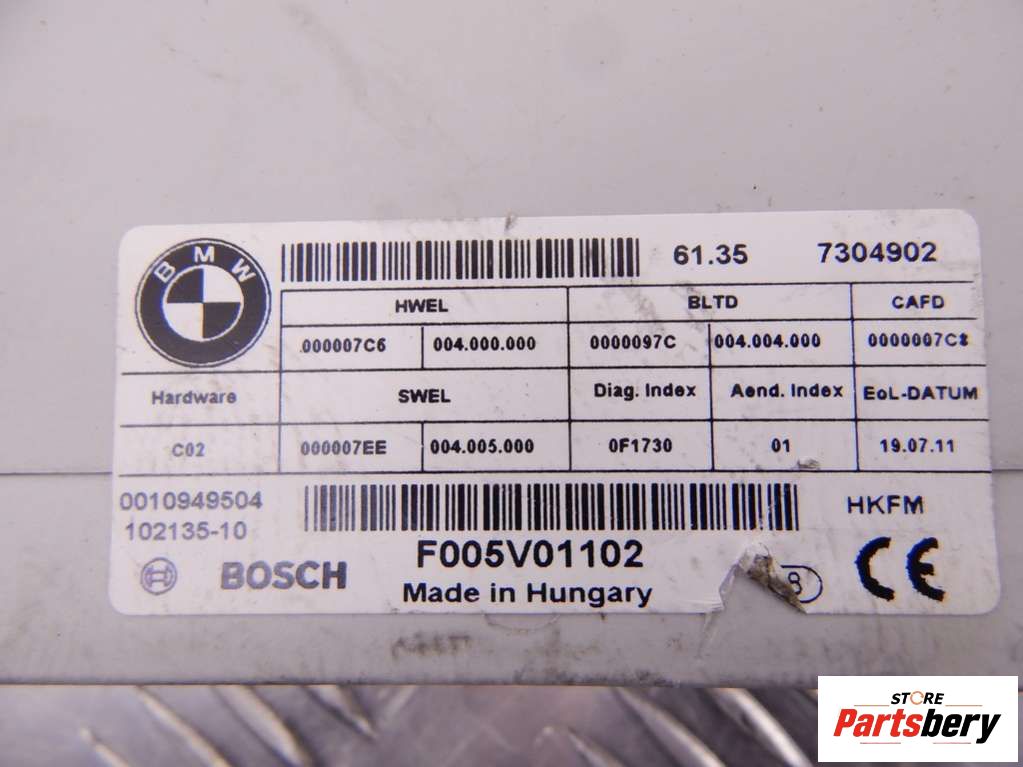 BMW
61.35 7304902
HWEL BLTD CAFD
000007C6 004.000.000 0000097C 004.004.000
Hardware SWEL Diag. Index Aend. Index EoL-DATUM
C02 000007EE 004.005.000 0F1730 01 19.07.11
0010949504
102135-10
HKFM
F005V01102
BOSCH
Made in Hungary
8
CE
STORE
Partsbery